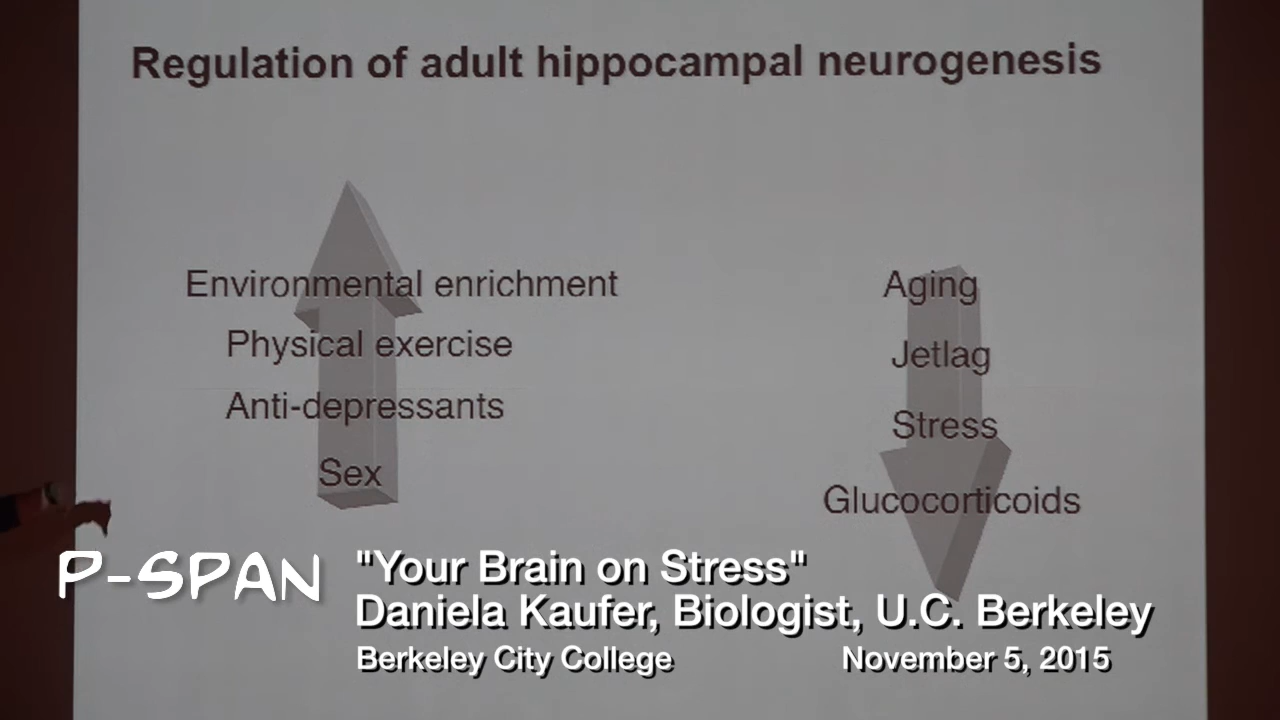 Regulation of adult hippocampal neurogenesis
Environmental enrichment
Physical exercise
Anti-depressants
Sex
Aging
Jetlag
Stress
Glucocorticoids
P-SPAN
"Your Brain on Stress"
Daniela Kaufer, Biologist, U.C. Berkeley
Berkeley City College
November 5, 2015